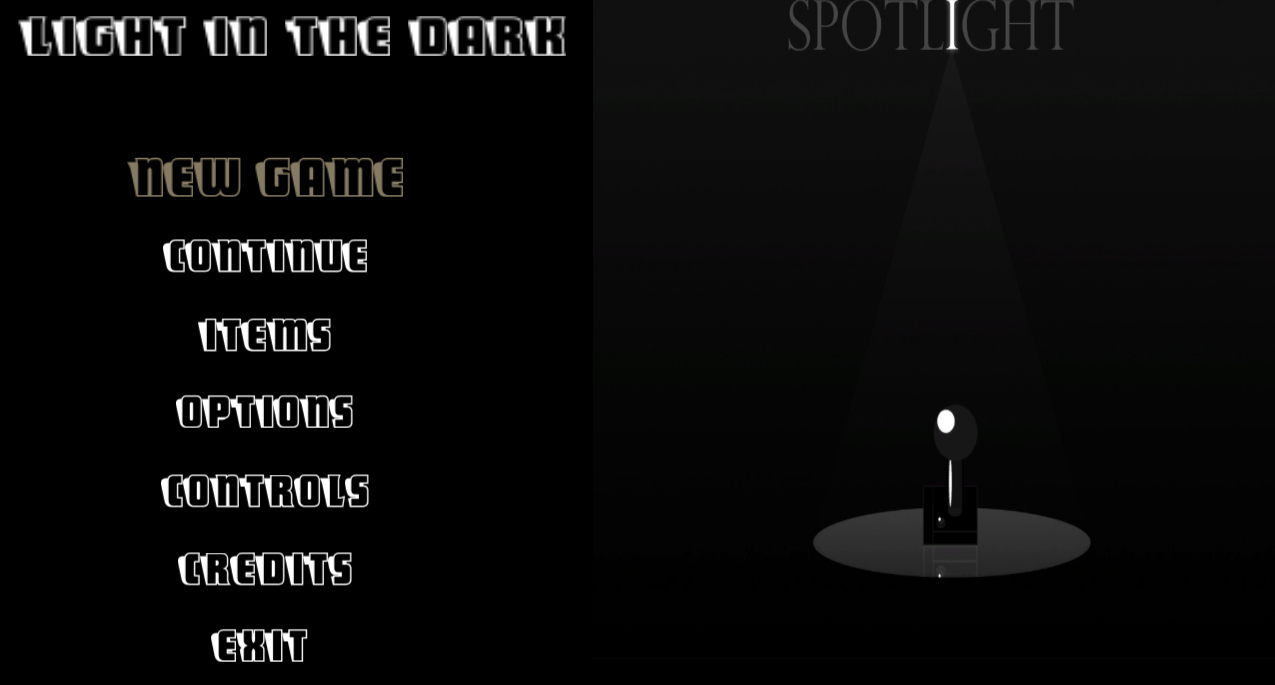 LIGHT IN THE DARK
SPOTLIGHT
NEW GAME
CONTINUE
ITEMS
OPTIONS
CONTROLS
CREDITS
EXIT